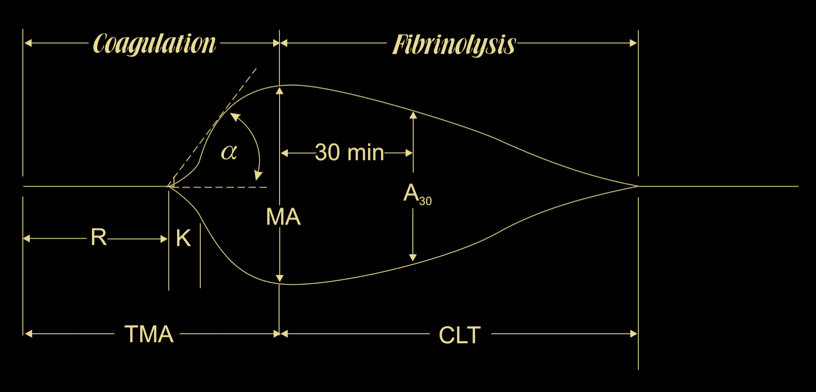 Coagulation
Fibrinolysis
α
30 min
A30
MA
R
K
TMA
CLT